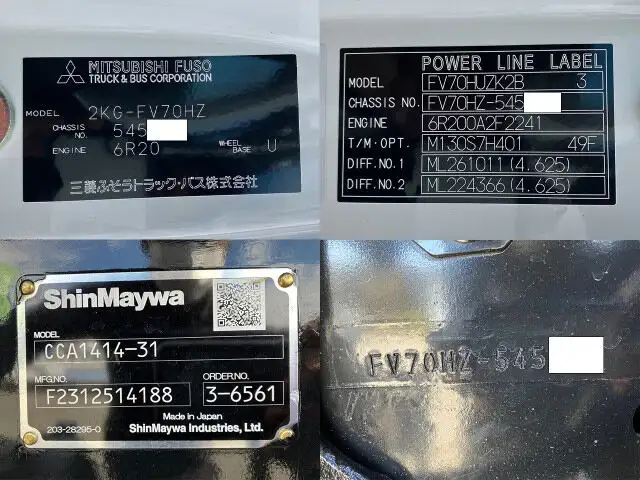 MITSUBISHI FUSO
TRUCK & BUS CORPORATION
MODEL 2KG-FV70HZ
CHASSIS NO. 545
ENGINE 6R20 WHEEL BASE U
三菱ふそうトラック・バス株式会社
POWER LINE LABEL
MODEL FV70HUZK2B 3
CHASSIS NO. FV70HZ-545
ENGINE 6R200A2F2241
T/M・OPT. M130S7H401 49F
DIFF.NO.1 ML261011(4.625)
DIFF.NO.2 ML224366(4.625)
ShinMaywa
MODEL
CCA1414-31
MFG.NO. ORDER NO.
F2312514188 3-6561
Made in Japan
203-28295-0 ShinMaywa Industries, Ltd.
FV70HZ-545